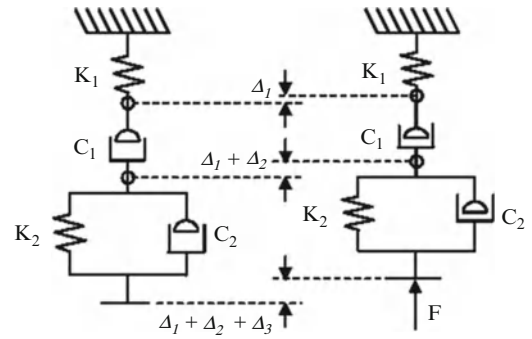 K₁
Δ₁
K₁
C₁
C₁
Δ₁ + Δ₂
K₂
C₂
K₂
C₂
Δ₁ + Δ₂ + Δ₃
F